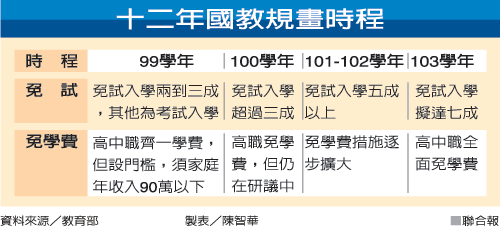 十二年國教規畫時程
時 程 99學年 100學年 101-102學年 103學年
免 試 免試入學兩到三成 免試入學 免試入學五成 免試入學
，其他為考試入學 超過三成 以上 擬達七成
免學費 高中職齊一學費， 高職免學 免學費措施逐 高中職全
但設門檻，須家庭 費，但仍 步擴大 面免學費
年收入90萬以下 在研議中
資料來源／教育部 製表／陳智華 ■聯合報